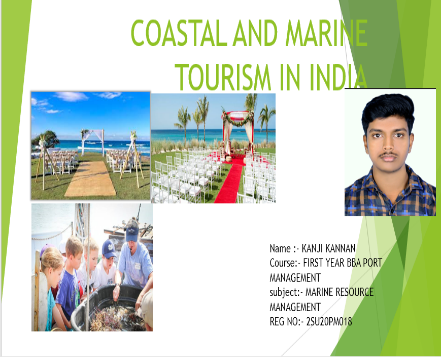 COASTAL AND MARINE
TOURISM IN INDIA
Name :- KANJI KANNAN
Course:- FIRST YEAR BBA PORT
MANAGEMENT
subject:- MARINE RESOURCE
MANAGEMENT
REG NO:- 2SU20PM018